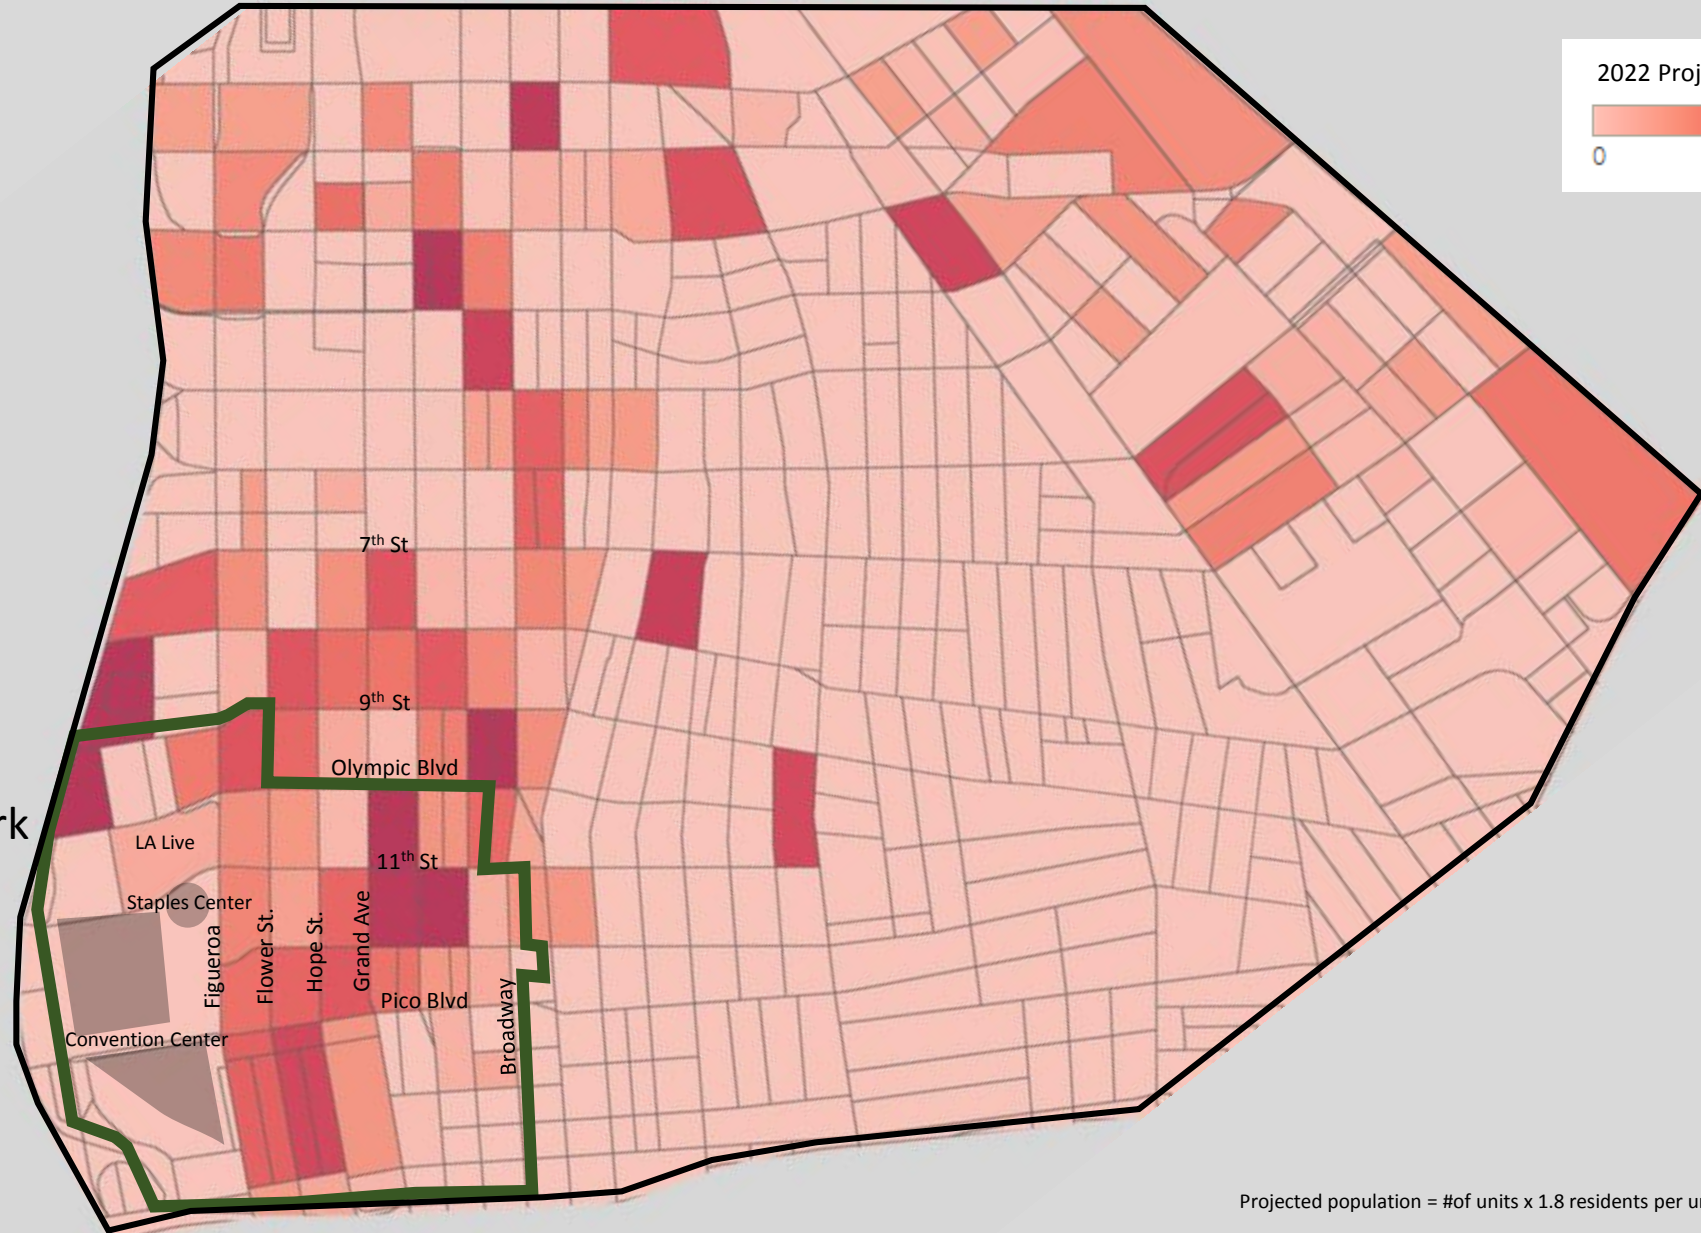 2022 Proj
0
7th St
9th St
Olympic Blvd
rk
LA Live
11th St
Staples Center
Figueroa
Flower St.
Hope St.
Grand Ave
Pico Blvd
Broadway
Convention Center
Projected population = #of units x 1.8 residents per u